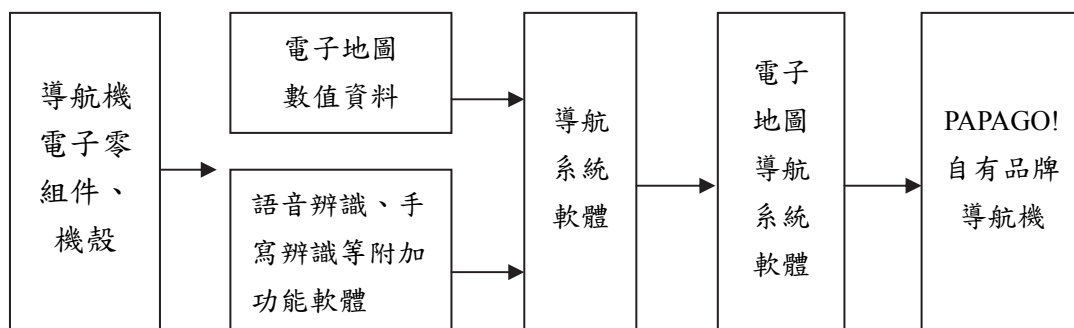 導航機
電子零
組件、
機殼
電子地圖
數值資料
語音辨識、手
寫辨識等附加
功能軟體
導航
系統
軟體
電子
地圖
導航
系統
軟體
PAPAGO!
自有品牌
導航機